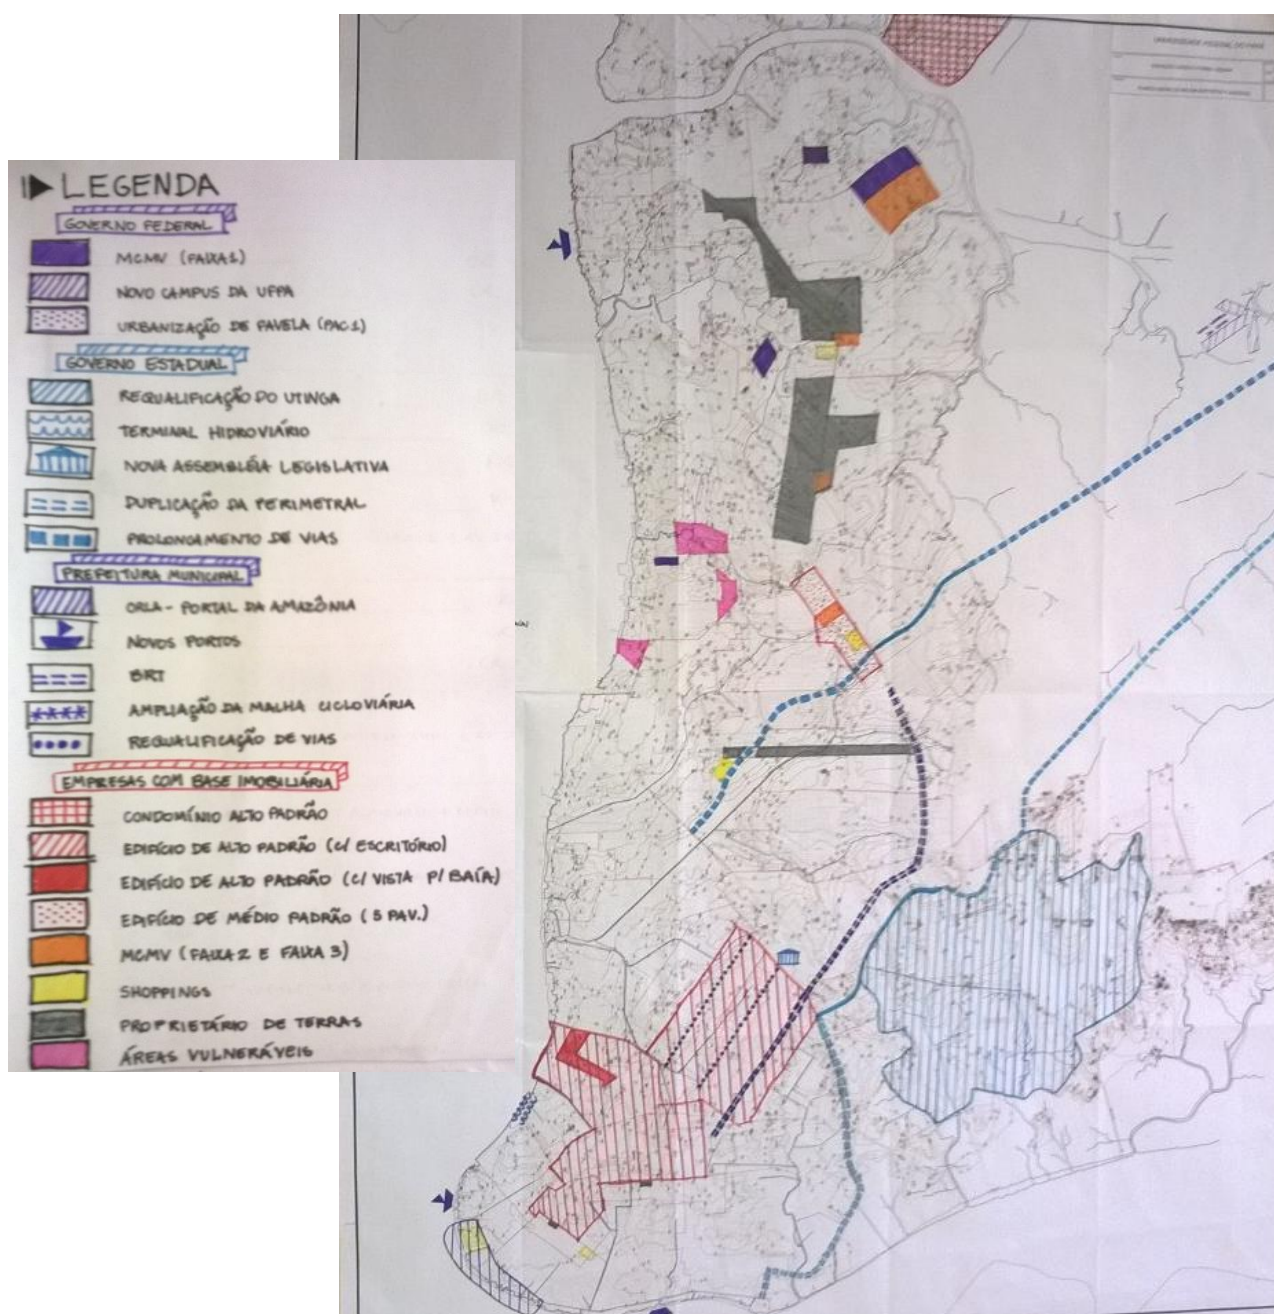 LEGENDA
GOVERNO FEDERAL
MCMV (FAIXA 1)
NOVO CAMPUS DA UFPA
URBANIZAÇÃO DE FAVELA (PAC 1)
GOVERNO ESTADUAL
REQUALIFICAÇÃO DO UTINGA
TERMINAL HIDROVIÁRIO
NOVA ASSEMBLÉIA LEGISLATIVA
DUPLICAÇÃO DA PERIMETRAL
PROLONGAMENTO DE VIAS
PREFEITURA MUNICIPAL
ORLA - PORTAL DA AMAZÔNIA
NOVOS PORTOS
BRT
AMPLIAÇÃO DA MALHA CICLOVIÁRIA
REQUALIFICAÇÃO DE VIAS
EMPRESAS COM BASE IMOBILIÁRIA
CONDOMÍNIO ALTO PADRÃO
EDIFÍCIO DE ALTO PADRÃO (C/ ESCRITÓRIO)
EDIFÍCIO DE ALTO PADRÃO (C/ VISTA P/ BAÍA)
EDIFÍCIO DE MÉDIO PADRÃO (5 PAV.)
MCMV (FAIXA 2 E FAIXA 3)
SHOPPINGS
PROPRIETÁRIO DE TERRAS
ÁREAS VULNERÁVEIS